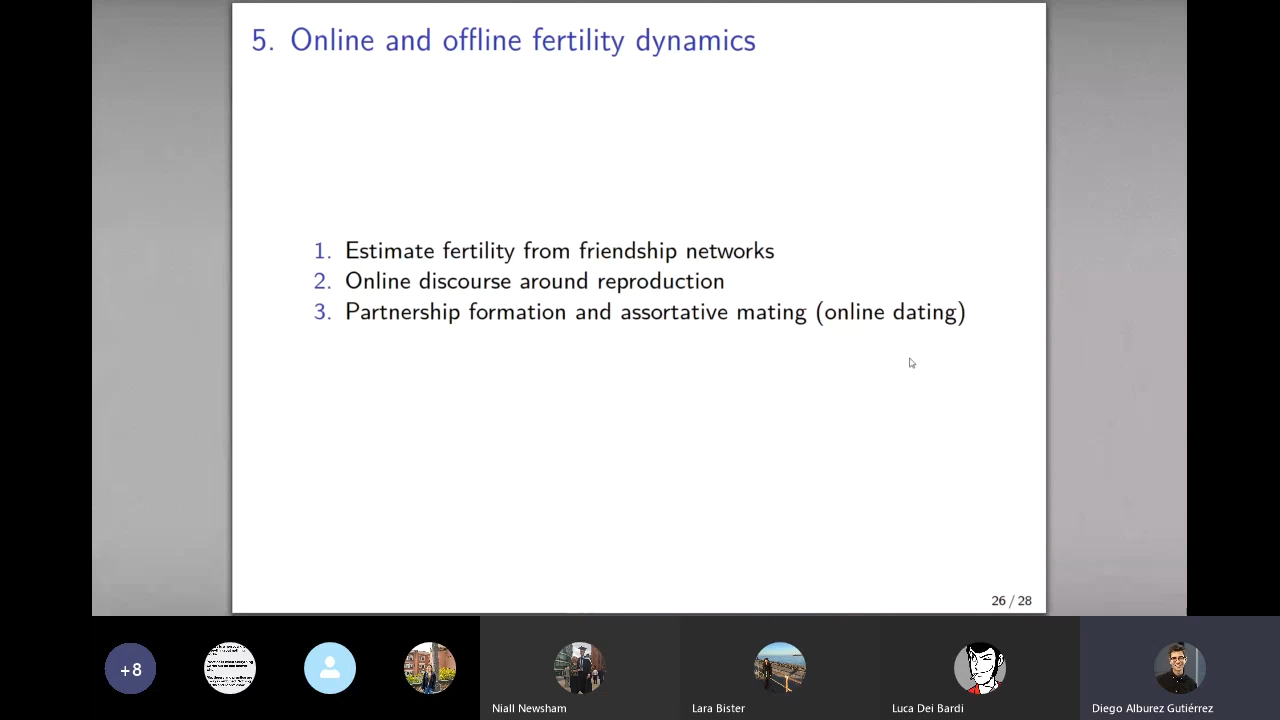 5. Online and offline fertility dynamics
1. Estimate fertility from friendship networks
2. Online discourse around reproduction
3. Partnership formation and assortative mating (online dating)
26 / 28
+8
Niall Newsham
Lara Bister
Luca Dei Bardi
Diego Alburez Gutiérrez